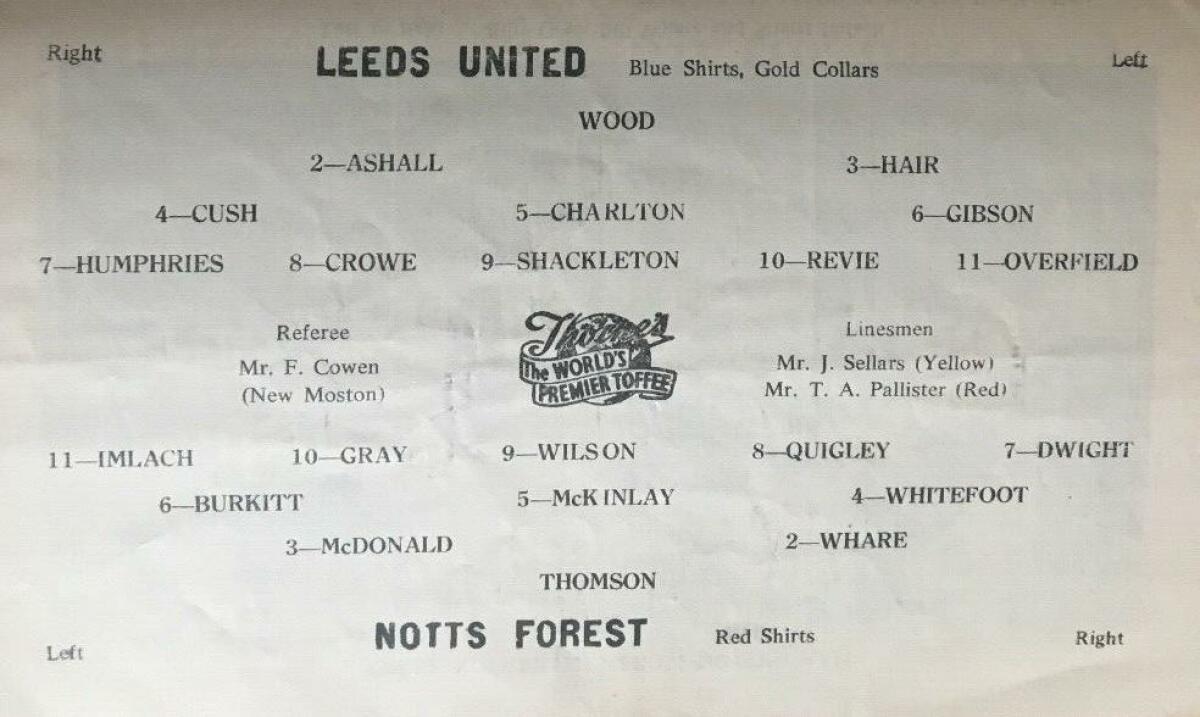 Right LEEDS UNITED Blue Shirts, Gold Collars Left
WOOD
2—ASHALL 3—HAIR
4—CUSH 5—CHARLTON 6—GIBSON
7—HUMPHRIES 8—CROWE 9—SHACKLETON 10—REVIE 11—OVERFIELD
Referee
Mr. F. Cowen
(New Moston)
Thorne's
The WORLD'S
PREMIER TOFFEE
Linesmen
Mr. J. Sellars (Yellow)
Mr. T. A. Pallister (Red)
11—IMLACH 10—GRAY 9—WILSON 8—QUIGLEY 7—DWIGHT
6—BURKITT 5—McKINLAY 4—WHITEFOOT
3—McDONALD 2—WHARE
THOMSON
Left NOTTS FOREST Red Shirts Right